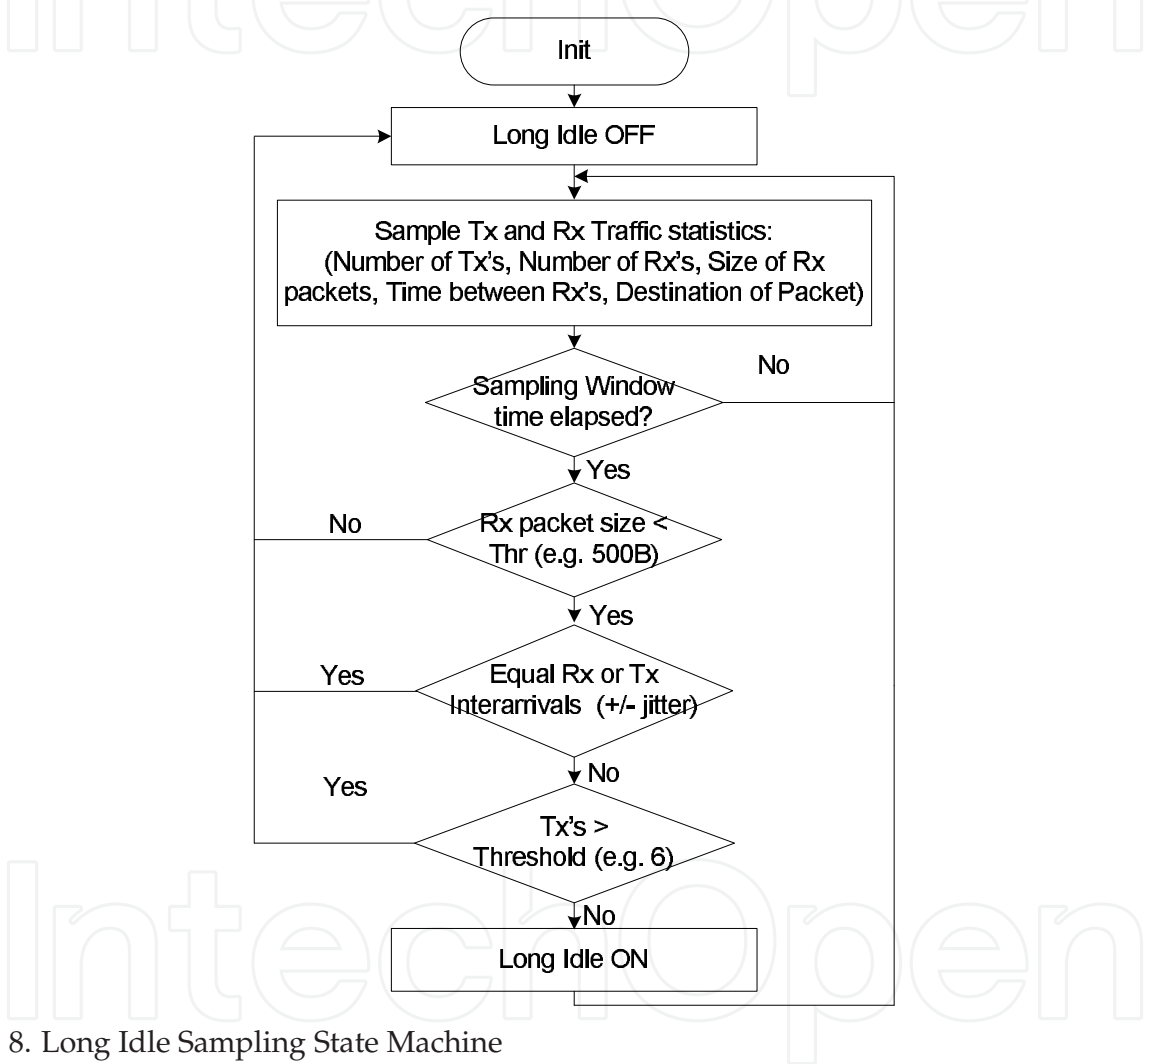 IntechOpen
Init
Long Idle OFF
Sample Tx and Rx Traffic statistics:
(Number of Tx's, Number of Rx's, Size of Rx
packets, Time between Rx's, Destination of Packet)
No
Sampling Window
time elapsed?
Yes
No
Rx packet size <
Thr (e.g. 500B)
Yes
Yes
Equal Rx or Tx
Interarrivals (+/- jitter)
No
Yes
Tx's >
Threshold (e.g. 6)
No
IntechOpen
Long Idle ON
8. Long Idle Sampling State Machine